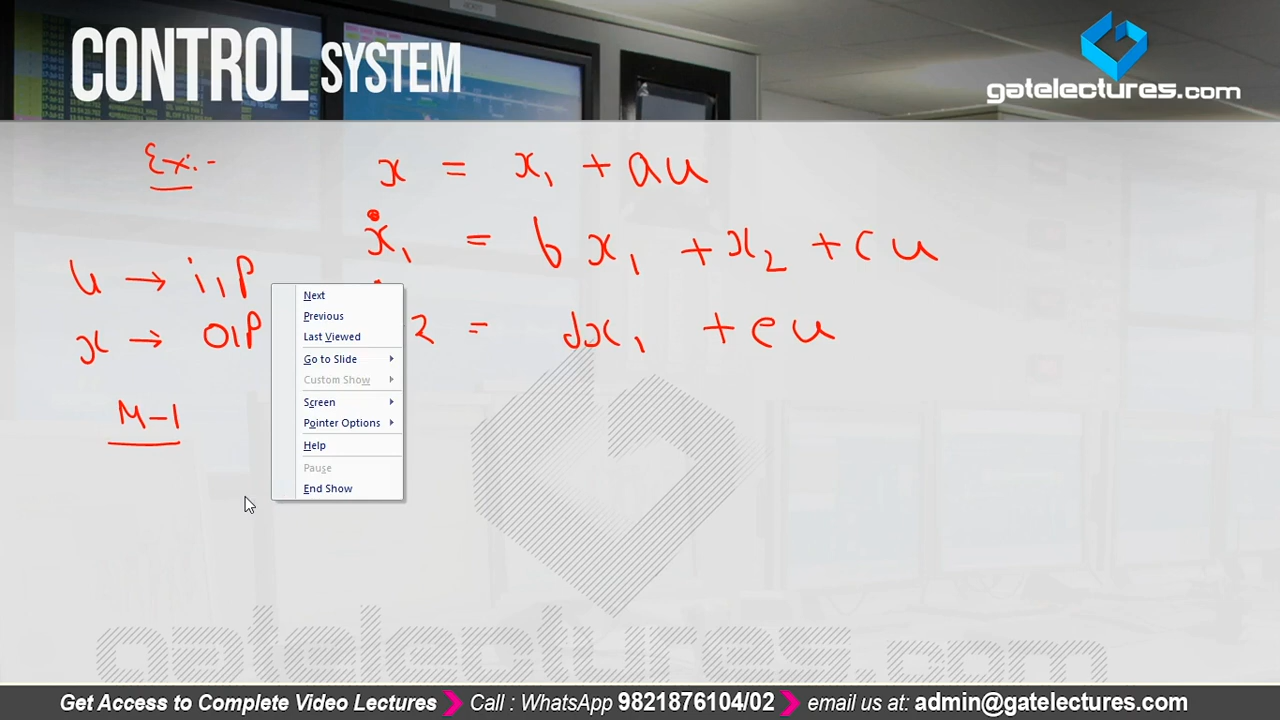 CONTROL SYSTEM
gatelectures.com
Ex:-
x = x₁ + au
ẋ₁ = bx₁ + x₂ + cu
u → i/P
2 = dx₁ + eu
x → O/P
M-1
Next
Previous
Last Viewed
Go to Slide
Custom Show
Screen
Pointer Options
Help
Pause
End Show
gatelectures.com
Get Access to Complete Video Lectures Call : WhatsApp 9821876104/02 email us at: admin@gatelectures.com